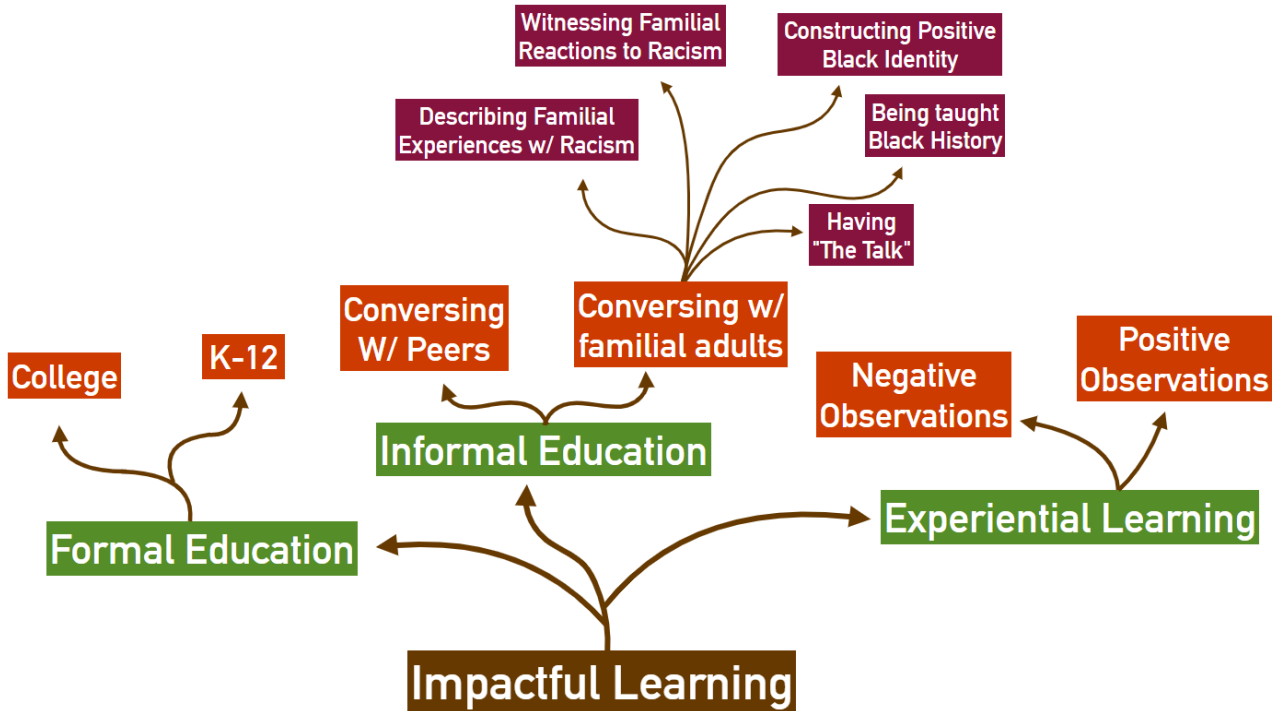 Witnessing Familial
Reactions to Racism
Constructing Positive
Black Identity
Describing Familial
Experiences w/ Racism
Being taught
Black History
Having
"The Talk"
Conversing
W/ Peers
Conversing w/
familial adults
College
K-12
Negative
Observations
Positive
Observations
Informal Education
Formal Education
Experiential Learning
Impactful Learning